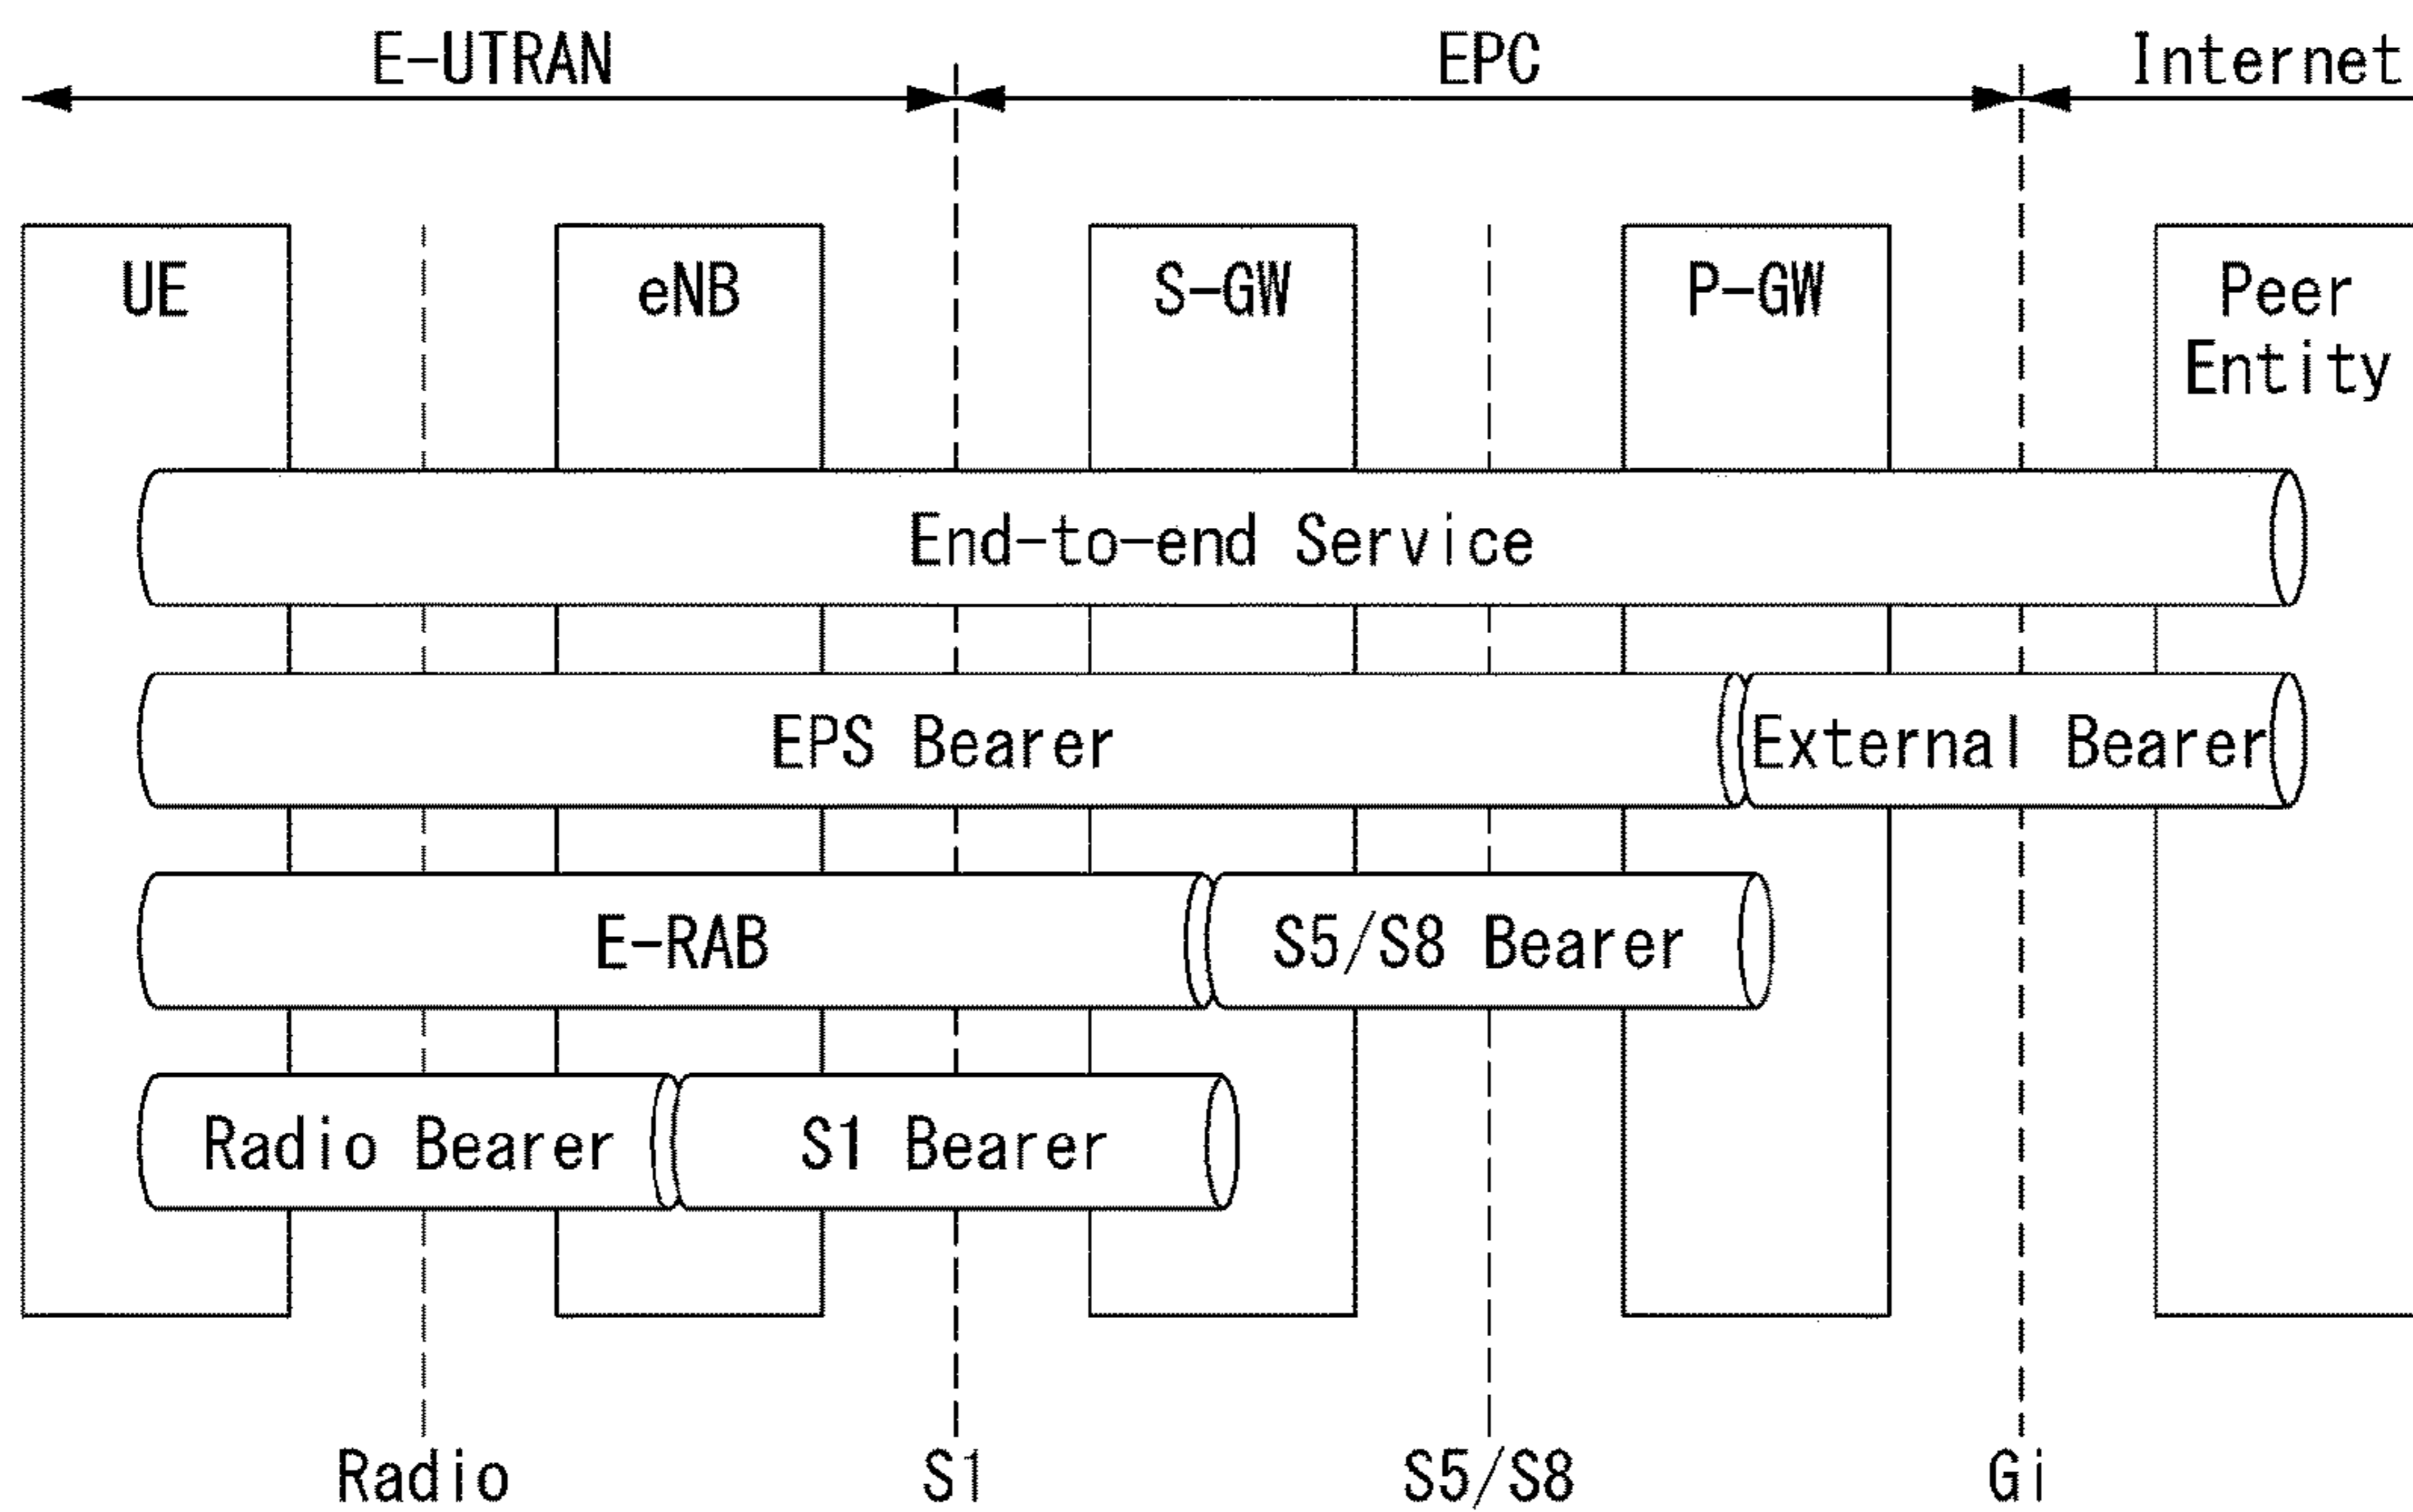 E-UTRAN
EPC
Internet
UE
eNB
S-GW
P-GW
Peer
Entity
End-to-end Service
EPS Bearer
External Bearer
E-RAB
S5/S8 Bearer
Radio Bearer
S1 Bearer
Radio
S1
S5/S8
Gi